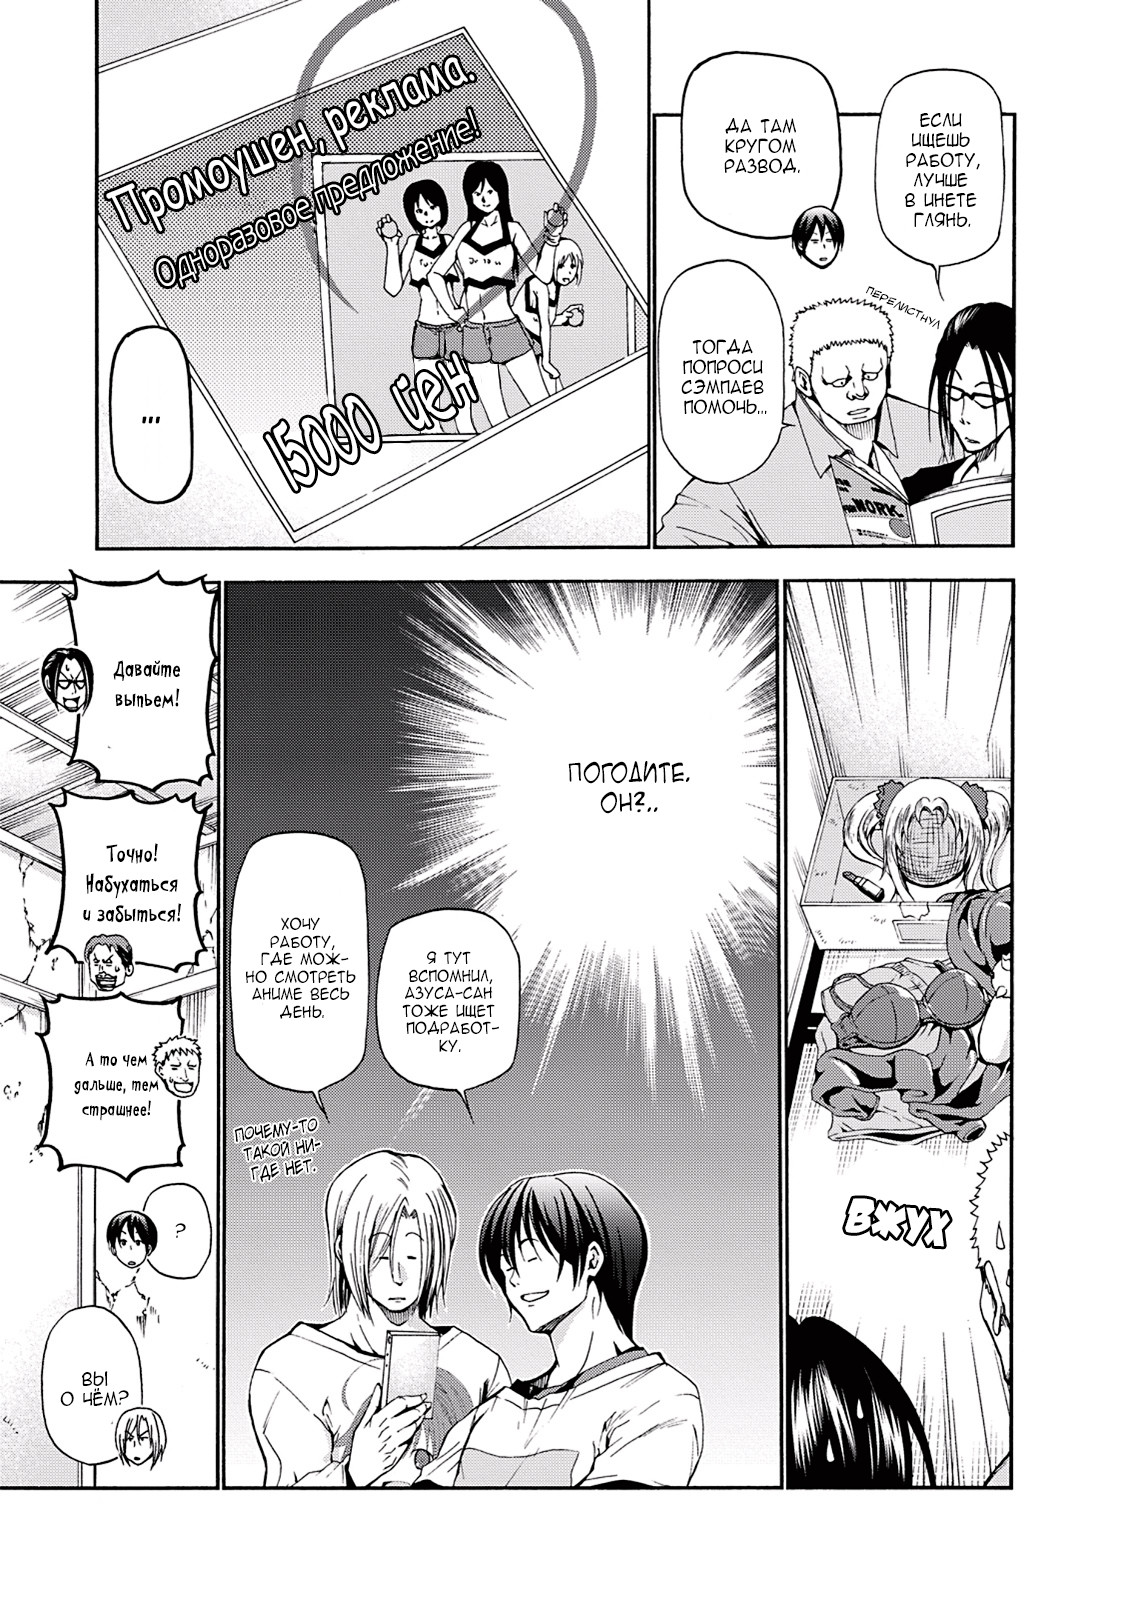 ЕСЛИ
ИЩЕШЬ
РАБОТУ,
ЛУЧШЕ
В ИНЕТЕ
ГЛЯНЬ.
ДА ТАМ
КРУГОМ
РАЗВОД.
ПЕРЕЛИСТНУЛ
ТОГДА
ПОПРОСИ
СЭМПАЕВ
ПОМОЧЬ...
WORK
Промоушен, реклама.
Одноразовое предложение!
15000 йен
...
ВЖУХ
ПОГОДИТЕ.
ОН?..
Я ТУТ
ВСПОМНИЛ,
АЗУСА-САН
ТОЖЕ ИЩЕТ
ПОДРАБОТ-
КУ.
ХОЧУ
РАБОТУ,
ГДЕ МОЖ-
НО СМОТРЕТЬ
АНИМЕ ВЕСЬ
ДЕНЬ.
ПОЧЕМУ-ТО
ТАКОЙ НИ-
ГДЕ НЕТ.
Давайте
выпьем!
Точно!
Набухаться
и забыться!
А то чем
дальше, тем
страшнее!
?
ВЫ
О ЧЁМ?